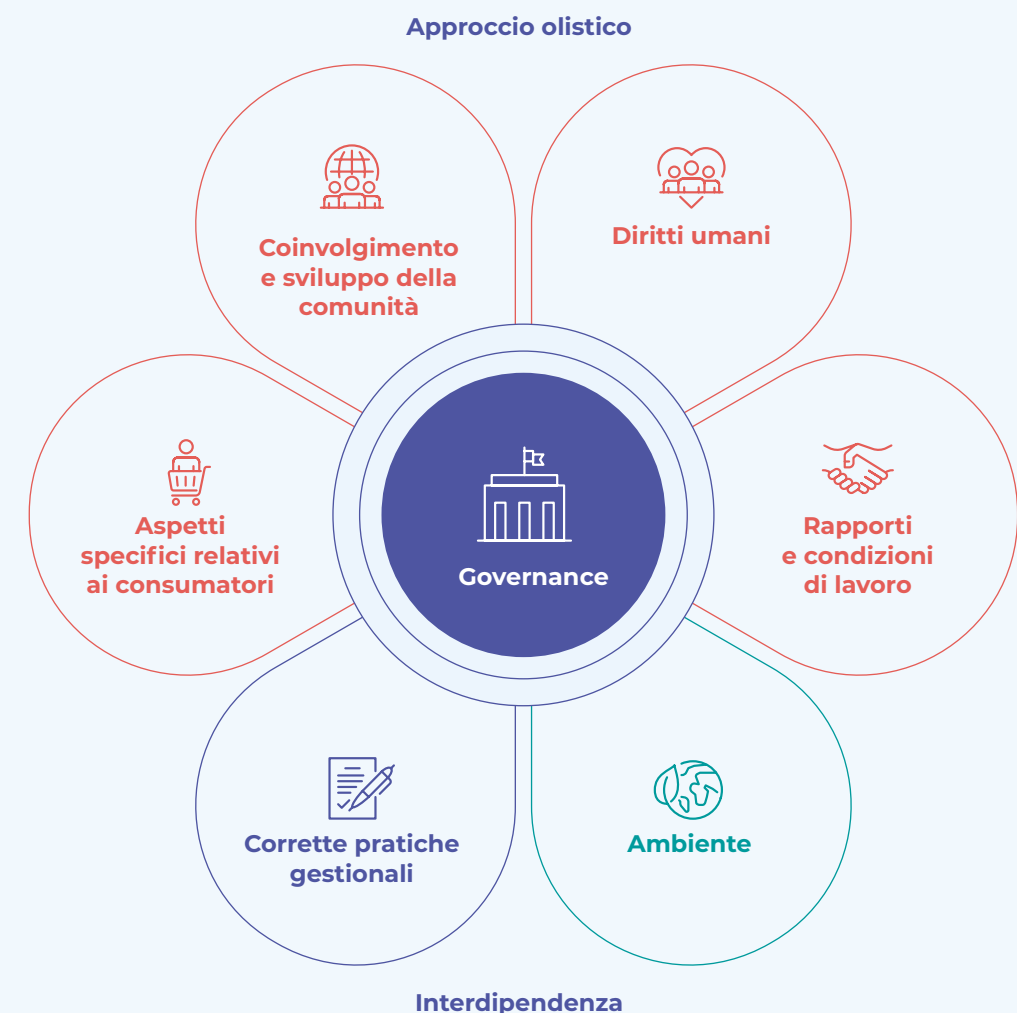 Approccio olistico
Coinvolgimento
e sviluppo della
comunità
Diritti umani
Aspetti
specifici relativi
ai consumatori
Governance
Rapporti
e condizioni
di lavoro
Corrette pratiche
gestionali
Ambiente
Interdipendenza